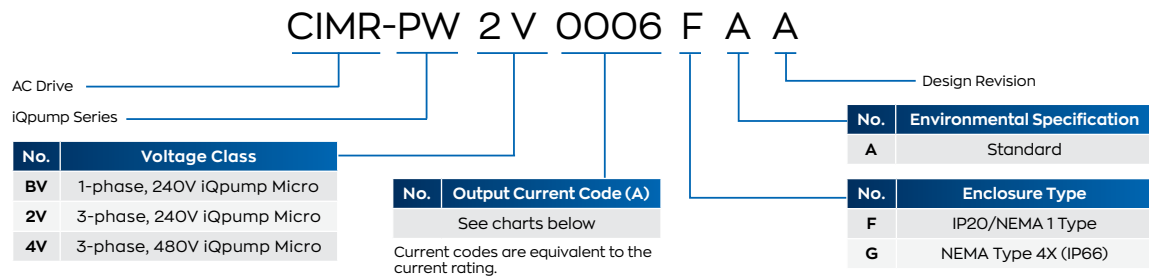 CIMR-PW 2 V 0006 F A A
AC Drive
Design Revision
iQpump Series
No. Environmental Specification
A Standard
No. Voltage Class
BV 1-phase, 240V iQpump Micro
2V 3-phase, 240V iQpump Micro
4V 3-phase, 480V iQpump Micro
No. Output Current Code (A)
See charts below
Current codes are equivalent to the
current rating.
No. Enclosure Type
F IP20/NEMA 1 Type
G NEMA Type 4X (IP66)